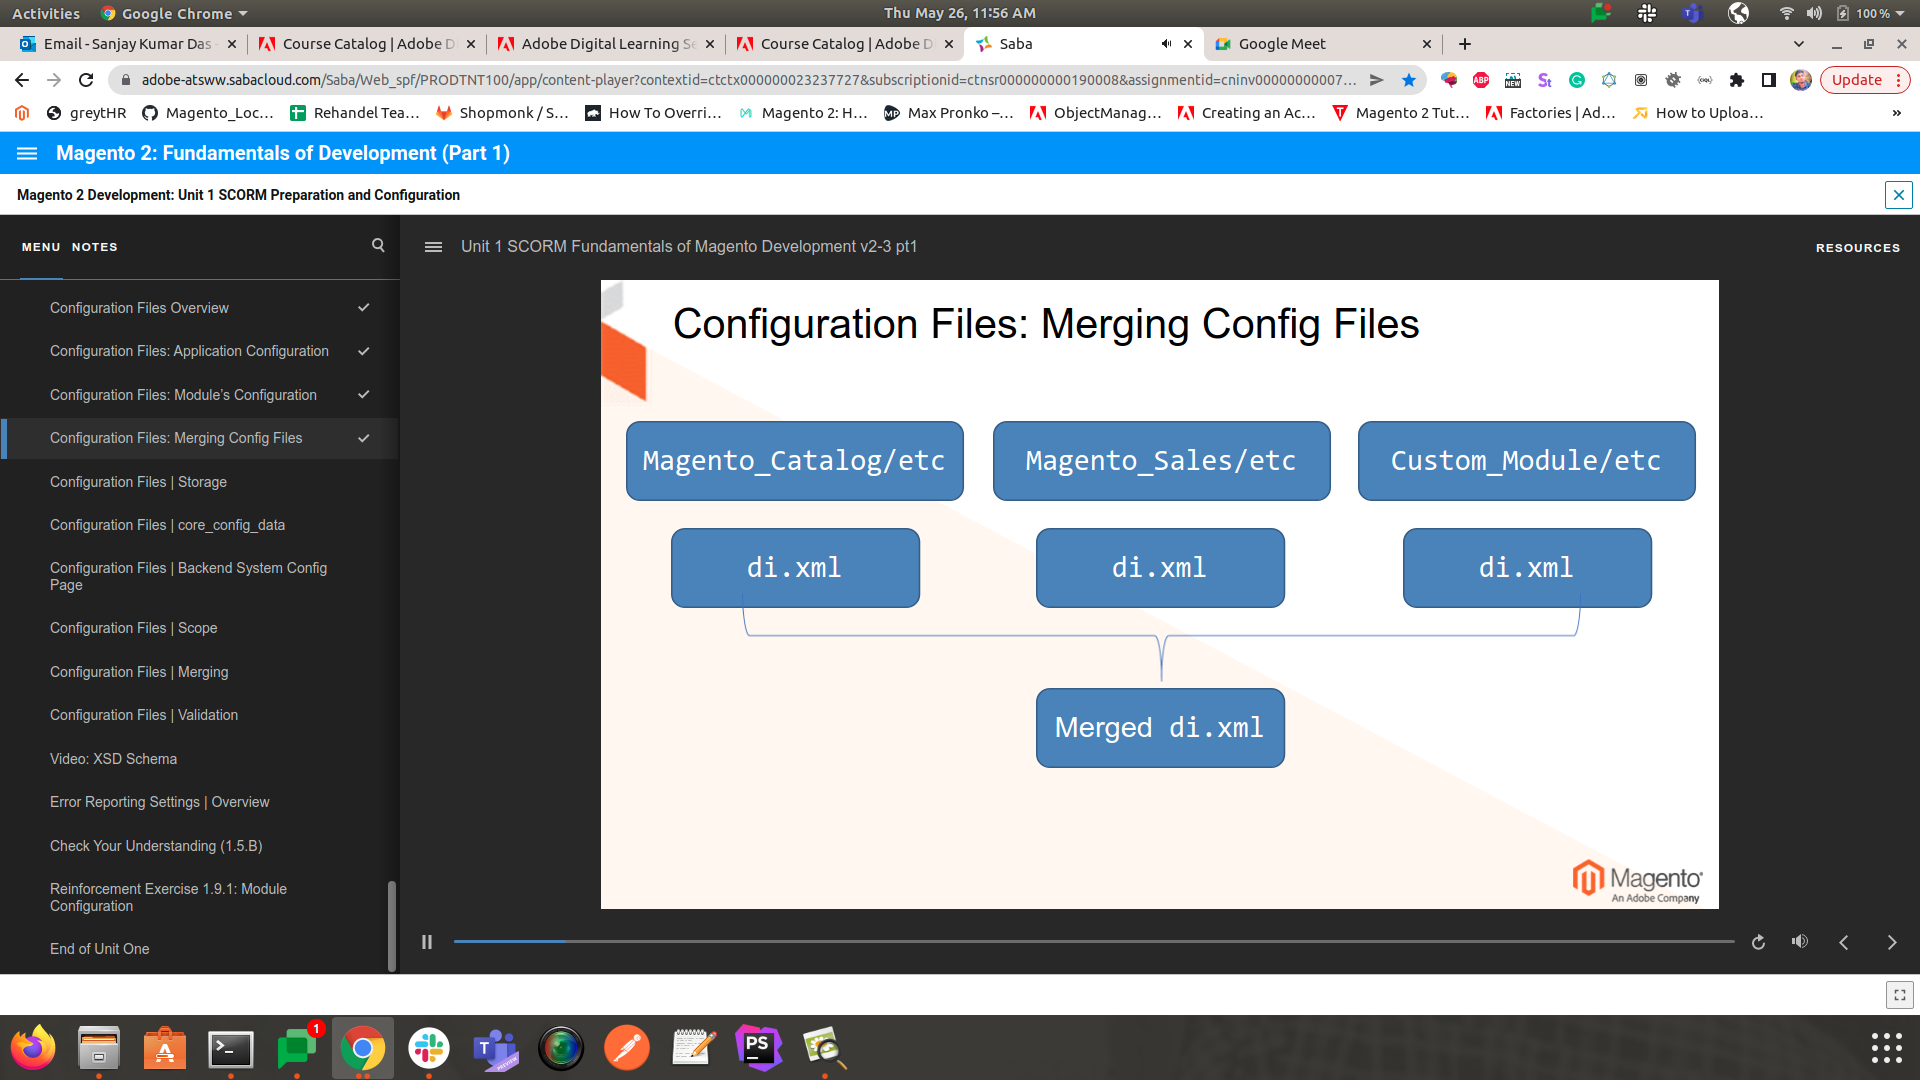 Activities
Google Chrome
Thu May 26, 11:56 AM
100 %
Email - Sanjay Kumar Das
Course Catalog | Adobe D
Adobe Digital Learning Se
Course Catalog | Adobe D
Saba
Google Meet
adobe-atsww.sabacloud.com/Saba/Web_spf/PRODTNT100/app/content-player?contextid=ctctx000000023237727&subscriptionid=ctnsr000000000190008&assignmentid=cninv00000000007...
ABP
NEW
Update
greytHR
Magento_Loc...
Rehandel Tea...
Shopmonk / S...
How To Overri...
Magento 2: H...
Max Pronko –...
ObjectManag...
Creating an Ac...
Magento 2 Tut...
Factories | Ad...
How to Uploa...
»
Magento 2: Fundamentals of Development (Part 1)
Magento 2 Development: Unit 1 SCORM Preparation and Configuration
MENU
NOTES
Unit 1 SCORM Fundamentals of Magento Development v2-3 pt1
RESOURCES
Configuration Files Overview
Configuration Files: Application Configuration
Configuration Files: Module's Configuration
Configuration Files: Merging Config Files
Configuration Files | Storage
Configuration Files | core_config_data
Configuration Files | Backend System Config
Page
Configuration Files | Scope
Configuration Files | Merging
Configuration Files | Validation
Video: XSD Schema
Error Reporting Settings | Overview
Check Your Understanding (1.5.B)
Reinforcement Exercise 1.9.1: Module
Configuration
End of Unit One
Configuration Files: Merging Config Files
Magento_Catalog/etc
Magento_Sales/etc
Custom_Module/etc
di.xml
di.xml
di.xml
Merged di.xml
Magento
An Adobe Company
1
PS